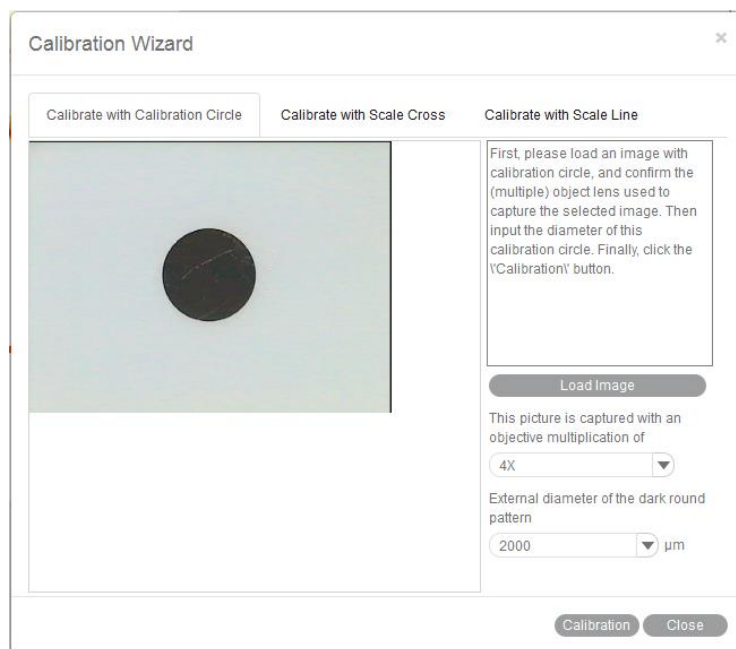 Calibration Wizard
×
Calibrate with Calibration Circle
Calibrate with Scale Cross
Calibrate with Scale Line
First, please load an image with
calibration circle, and confirm the
(multiple) object lens used to
capture the selected image. Then
input the diameter of this
calibration circle. Finally, click the
\'Calibration\' button.
Load Image
This picture is captured with an
objective multiplication of
4X
External diameter of the dark round
pattern
2000
μm
Calibration
Close